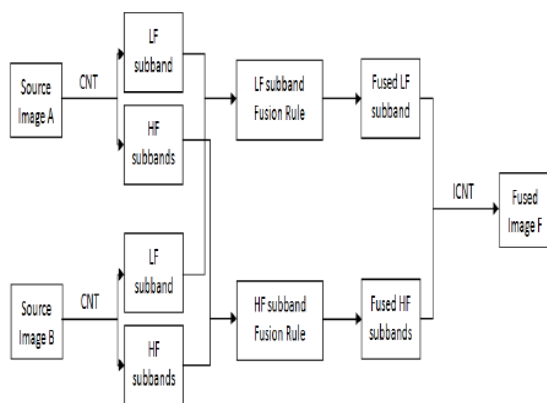 Source
Image A
CNT
LF
subband
HF
subbands
LF subband
Fusion Rule
Fused LF
subband
ICNT
Fused
Image F
Source
Image B
CNT
LF
subband
HF
subbands
HF subband
Fusion Rule
Fused HF
subbands